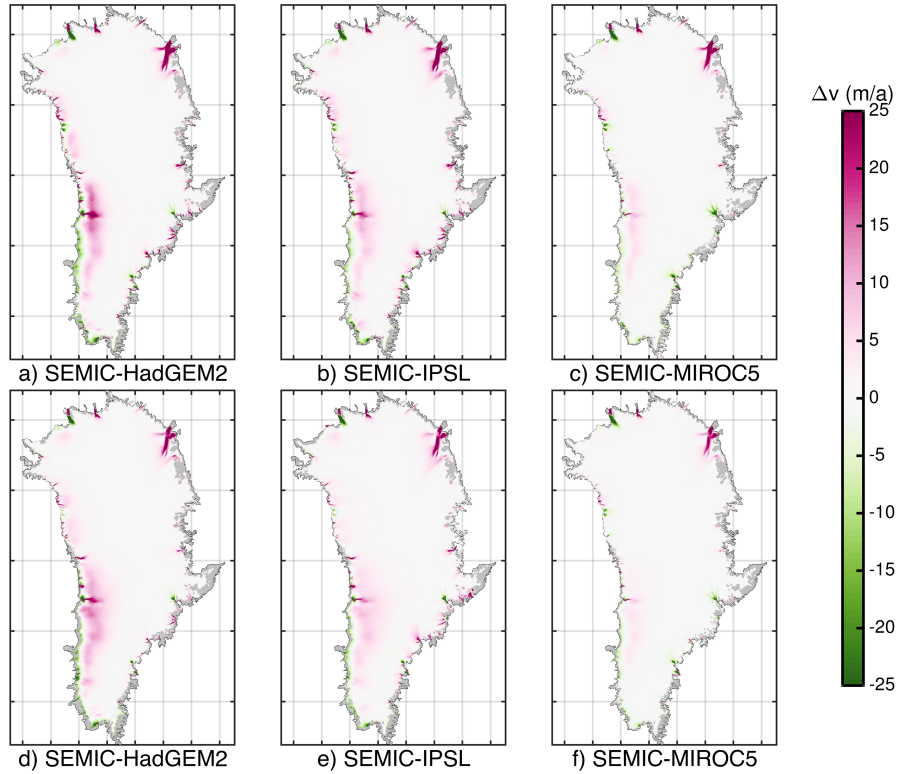 Δv (m/a)
25
20
15
10
5
0
-5
-10
-15
-20
-25
a) SEMIC-HadGEM2
b) SEMIC-IPSL
c) SEMIC-MIROC5
d) SEMIC-HadGEM2
e) SEMIC-IPSL
f) SEMIC-MIROC5